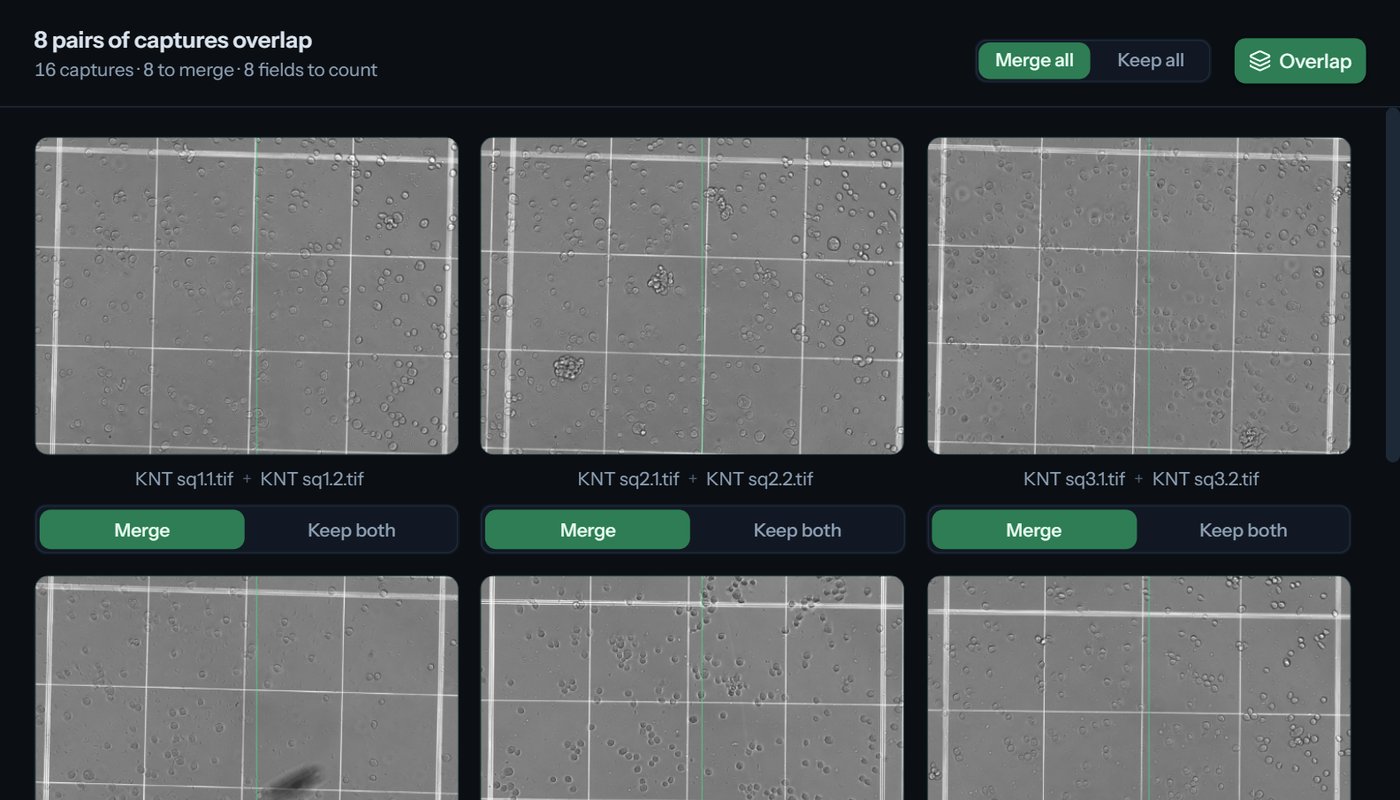 8 pairs of captures overlap
16 captures · 8 to merge · 8 fields to count
Merge all
Keep all
Overlap
KNT sq1.1.tif + KNT sq1.2.tif
KNT sq2.1.tif + KNT sq2.2.tif
KNT sq3.1.tif + KNT sq3.2.tif
Merge
Keep both
Merge
Keep both
Merge
Keep both